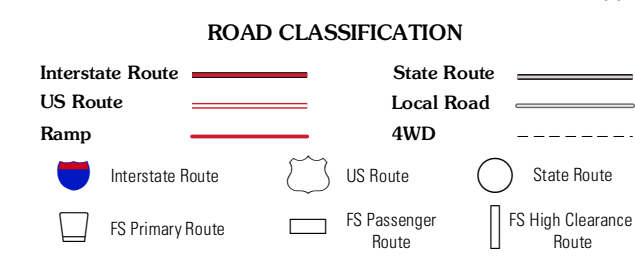 ROAD CLASSIFICATION
Interstate Route
State Route
US Route
Local Road
Ramp
4WD
Interstate Route
US Route
State Route
FS Primary Route
FS Passenger
Route
FS High Clearance
Route